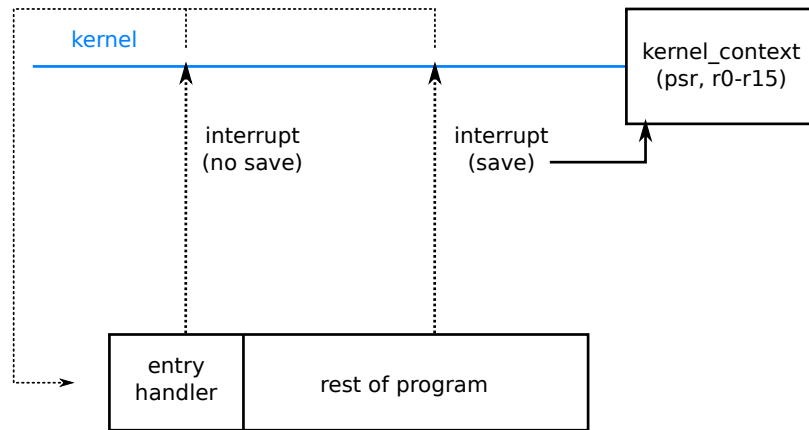 kernel
kernel_context
(psr, r0-r15)
interrupt
(no save)
interrupt
(save)
entry
handler
rest of program